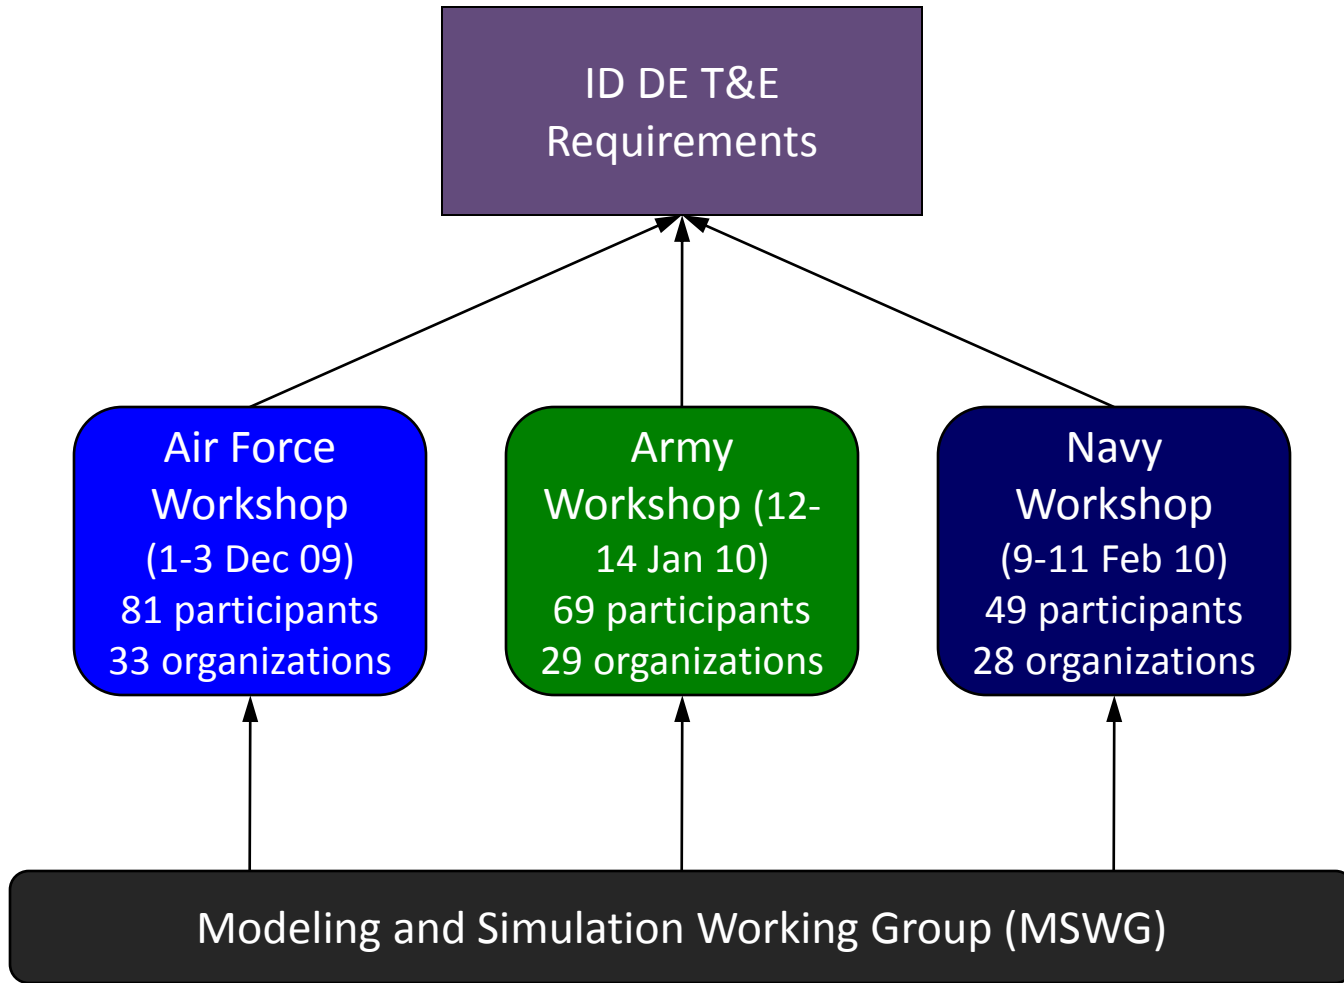 ID DE T&E
Requirements
Air Force
Workshop
(1-3 Dec 09)
81 participants
33 organizations
Army
Workshop (12-
14 Jan 10)
69 participants
29 organizations
Navy
Workshop
(9-11 Feb 10)
49 participants
28 organizations
Modeling and Simulation Working Group (MSWG)